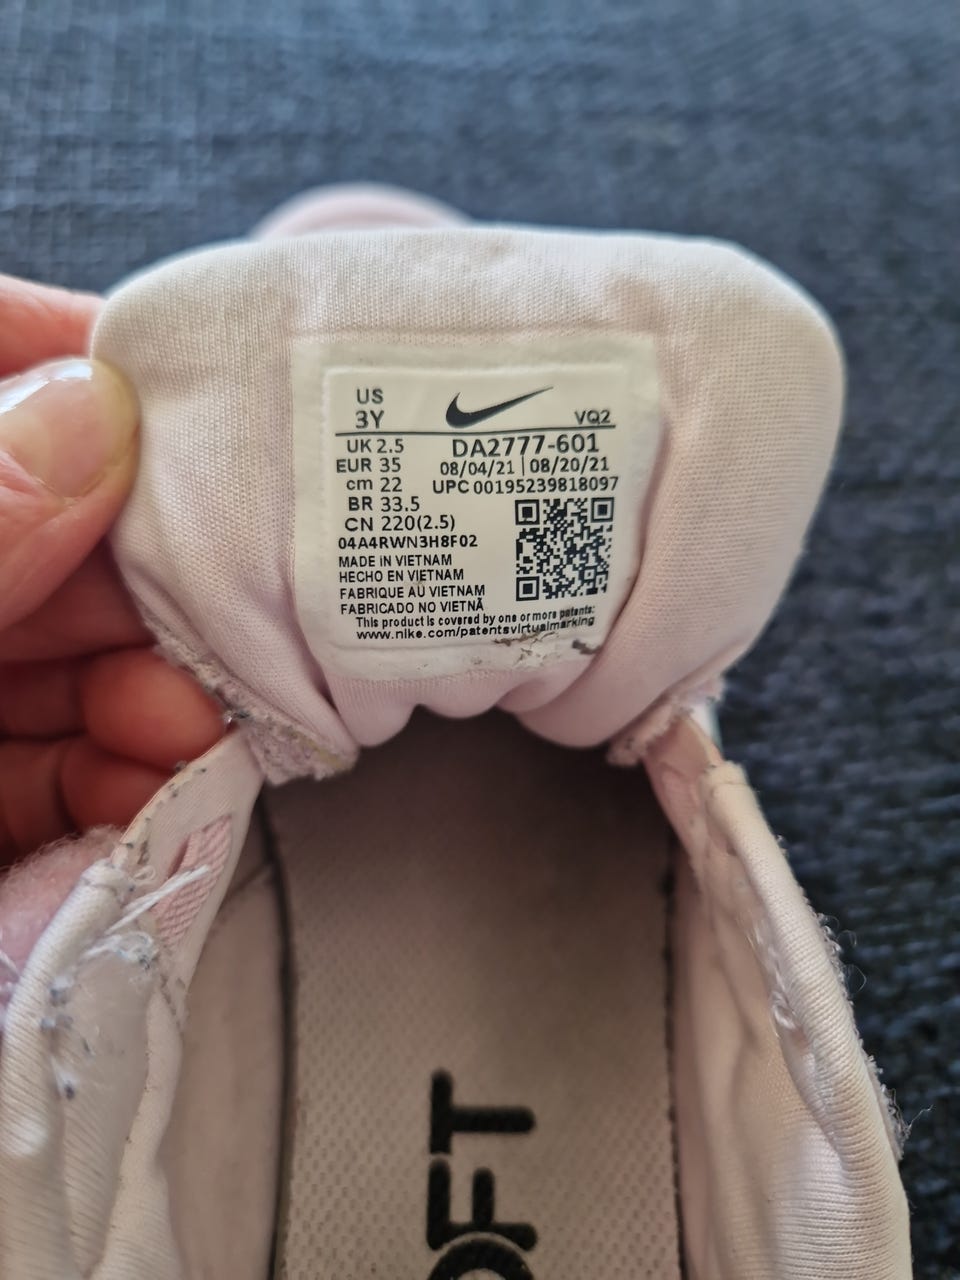 US
3Y
VQ2
UK 2.5
DA2777-601
EUR 35
08/04/21 | 08/20/21
cm 22
UPC 00195239818097
BR 33.5
CN 220(2.5)
04A4RWN3H8F02
MADE IN VIETNAM
HECHO EN VIETNAM
FABRIQUE AU VIETNAM
FABRICADO NO VIETNÃ
This product is covered by one or more patents:
www.nike.com/patentsvirtualmarking
OFT